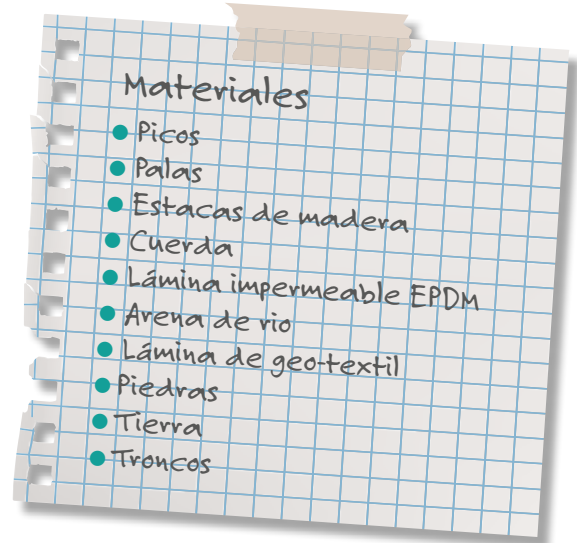 Materiales
• Picos
• Palas
• Estacas de madera
• Cuerda
• Lámina impermeable EPDM
• Arena de rio
• Lámina de geo-textil
• Piedras
• Tierra
• Troncos